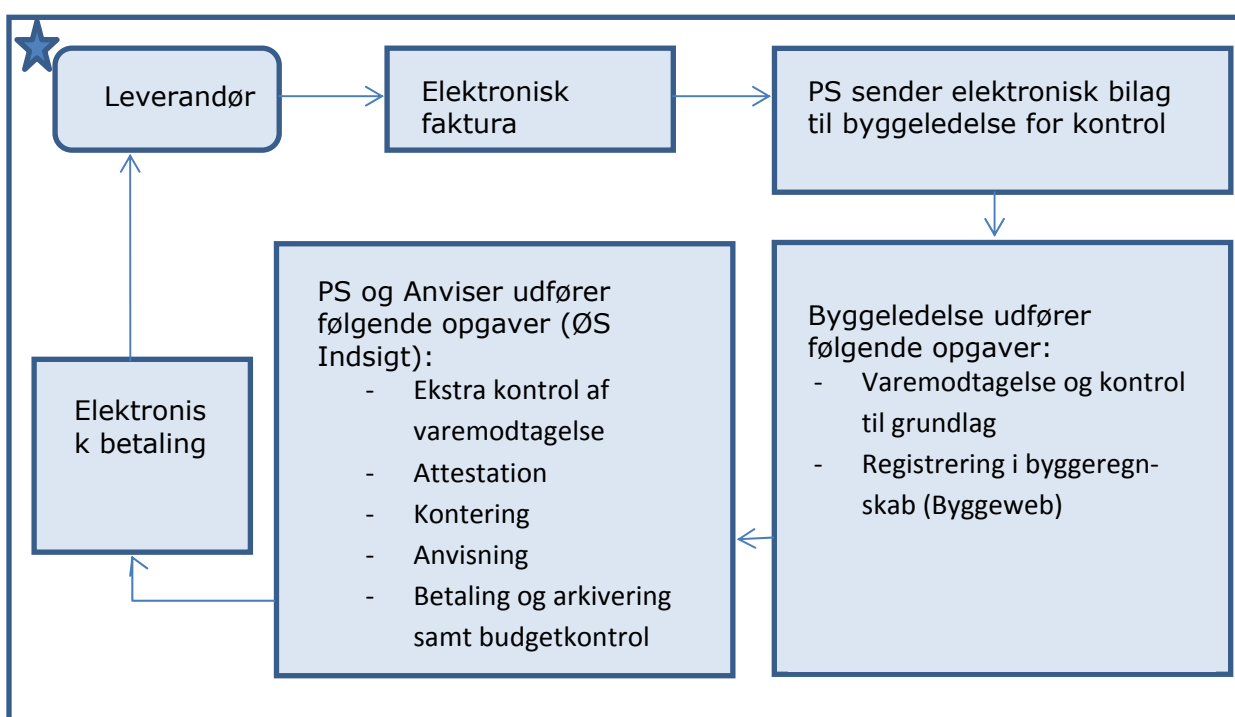 Leverandør
Elektronisk
faktura
PS sender elektronisk bilag
til byggeledelse for kontrol
Byggeledelse udfører
følgende opgaver:
- Varemodtagelse og kontrol
til grundlag
- Registrering i byggeregn-
skab (Byggeweb)
PS og Anviser udfører
følgende opgaver (ØS
Indsigt):
- Ekstra kontrol af
varemodtagelse
- Attestation
- Kontering
- Anvisning
- Betaling og arkivering
samt budgetkontrol
Elektronis
k betaling